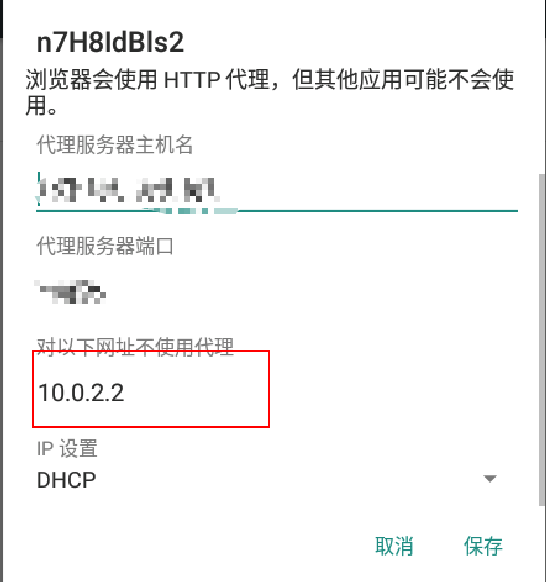 n7H8IdBls2
浏览器会使用 HTTP 代理，但其他应用可能不会使
用。
代理服务器主机名
代理服务器端口
对以下网址不使用代理
10.0.2.2
IP 设置
DHCP
取消 保存